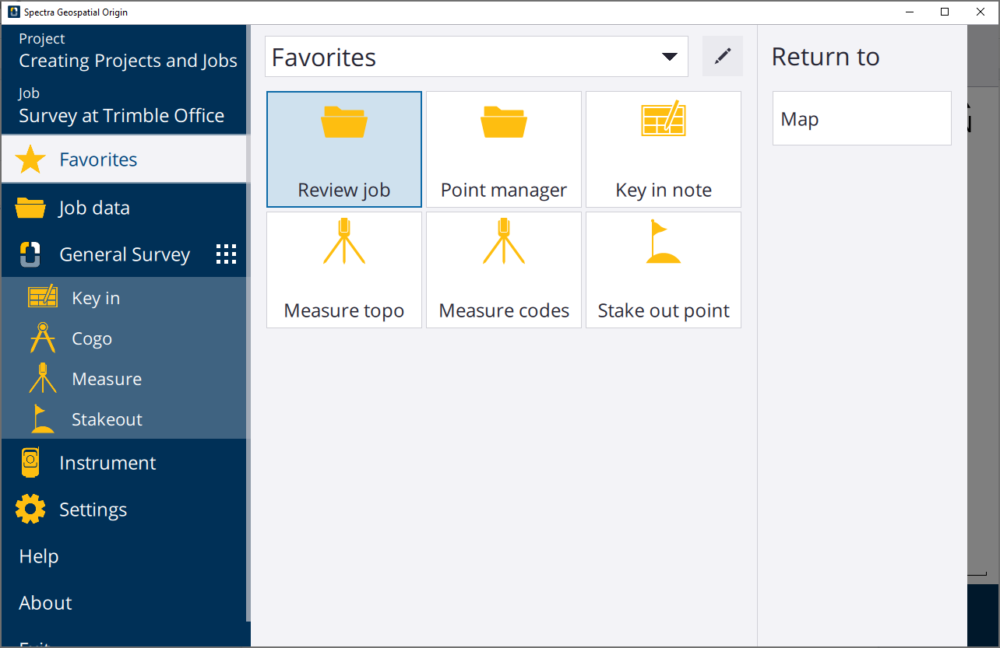 Spectra Geospatial Origin
Project
Creating Projects and Jobs
Job
Survey at Trimble Office
Favorites
Job data
General Survey
Key in
Cogo
Measure
Stakeout
Instrument
Settings
Help
About
Exit
Favorites
Review job
Point manager
Key in note
Measure topo
Measure codes
Stake out point
Return to
Map